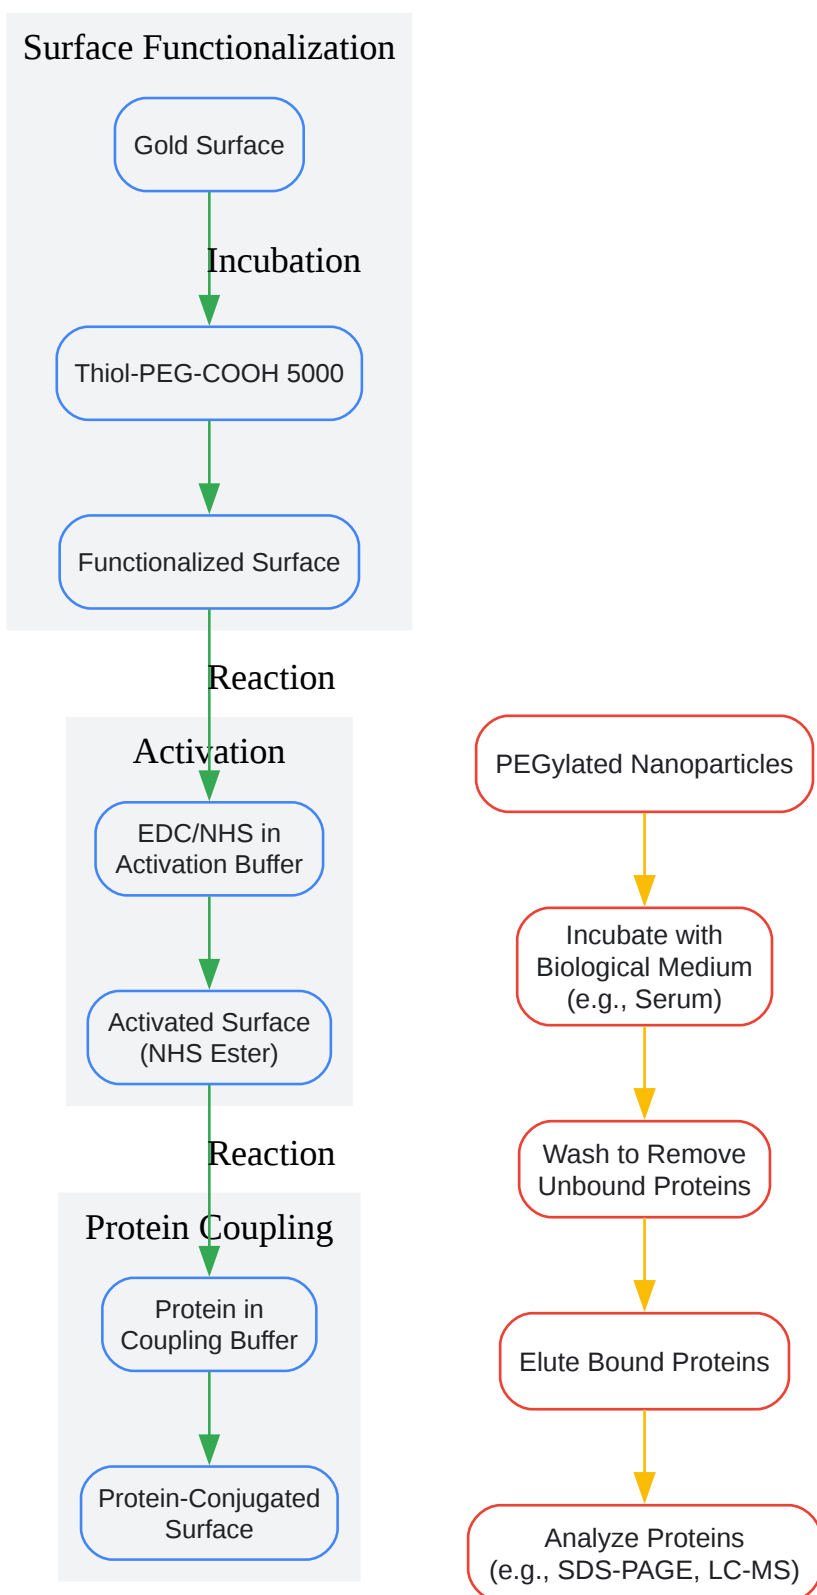 Surface Functionalization
Gold Surface
Incubation
Thiol-PEG-COOH 5000
Functionalized Surface
Reaction
Activation
EDC/NHS in
Activation Buffer
Activated Surface
(NHS Ester)
Reaction
Protein Coupling
Protein in
Coupling Buffer
Protein-Conjugated
Surface
PEGylated Nanoparticles
Incubate with
Biological Medium
(e.g., Serum)
Wash to Remove
Unbound Proteins
Elute Bound Proteins
Analyze Proteins
(e.g., SDS-PAGE, LC-MS)